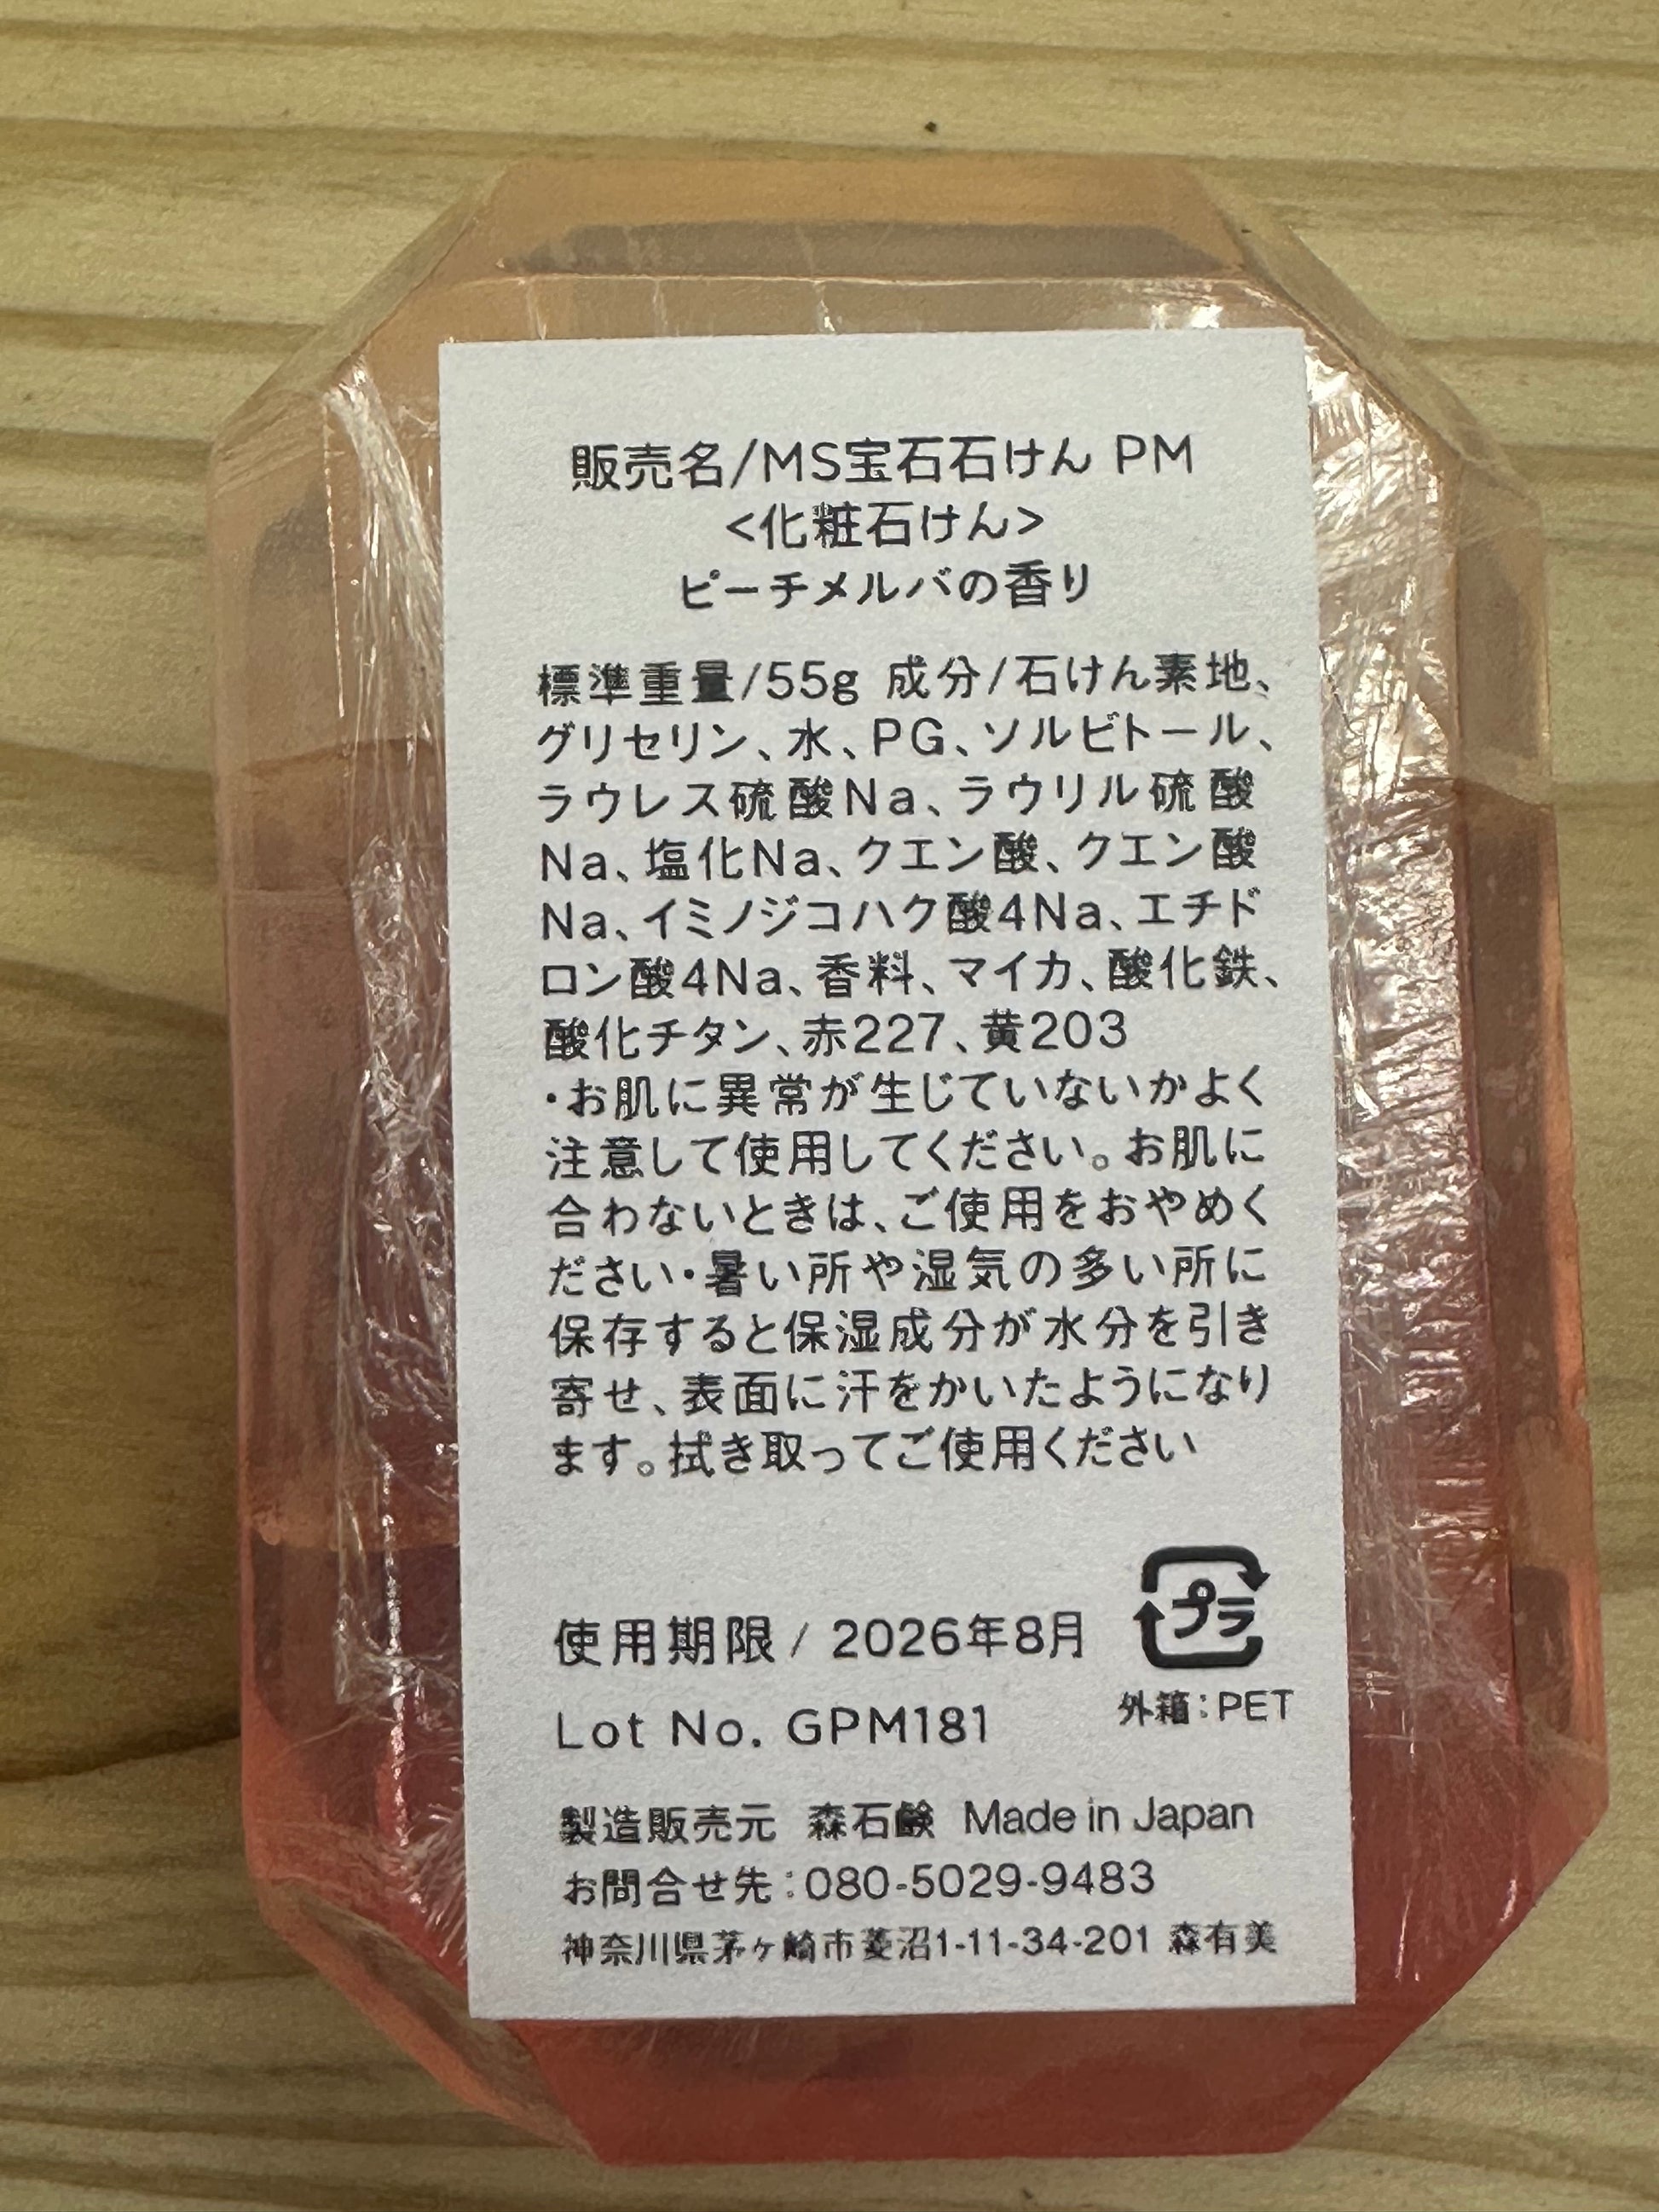 販売名/MS宝石石けん PM
<化粧石けん>
ピーチメルバの香り
標準重量/55g 成分/石けん素地、
グリセリン、水、PG、ソルビトール、
ラウレス硫酸Na、ラウリル硫酸
Na、塩化Na、クエン酸、クエン酸
Na、イミノジコハク酸4Na、エチド
ロン酸4Na、香料、マイカ、酸化鉄、
酸化チタン、赤227、黄203
・お肌に異常が生じていないかよく
注意して使用してください。お肌に
合わないときは、ご使用をおやめく
ださい・暑い所や湿気の多い所に
保存すると保湿成分が水分を引き
寄せ、表面に汗をかいたようになり
ます。拭き取ってご使用ください
使用期限 / 2026年8月
プラ
外箱:PET
Lot No. GPM181
製造販売元 森石鹸 Made in Japan
お問合せ先:080-5029-9483
神奈川県茅ヶ崎市菱沼1-11-34-201 森有美